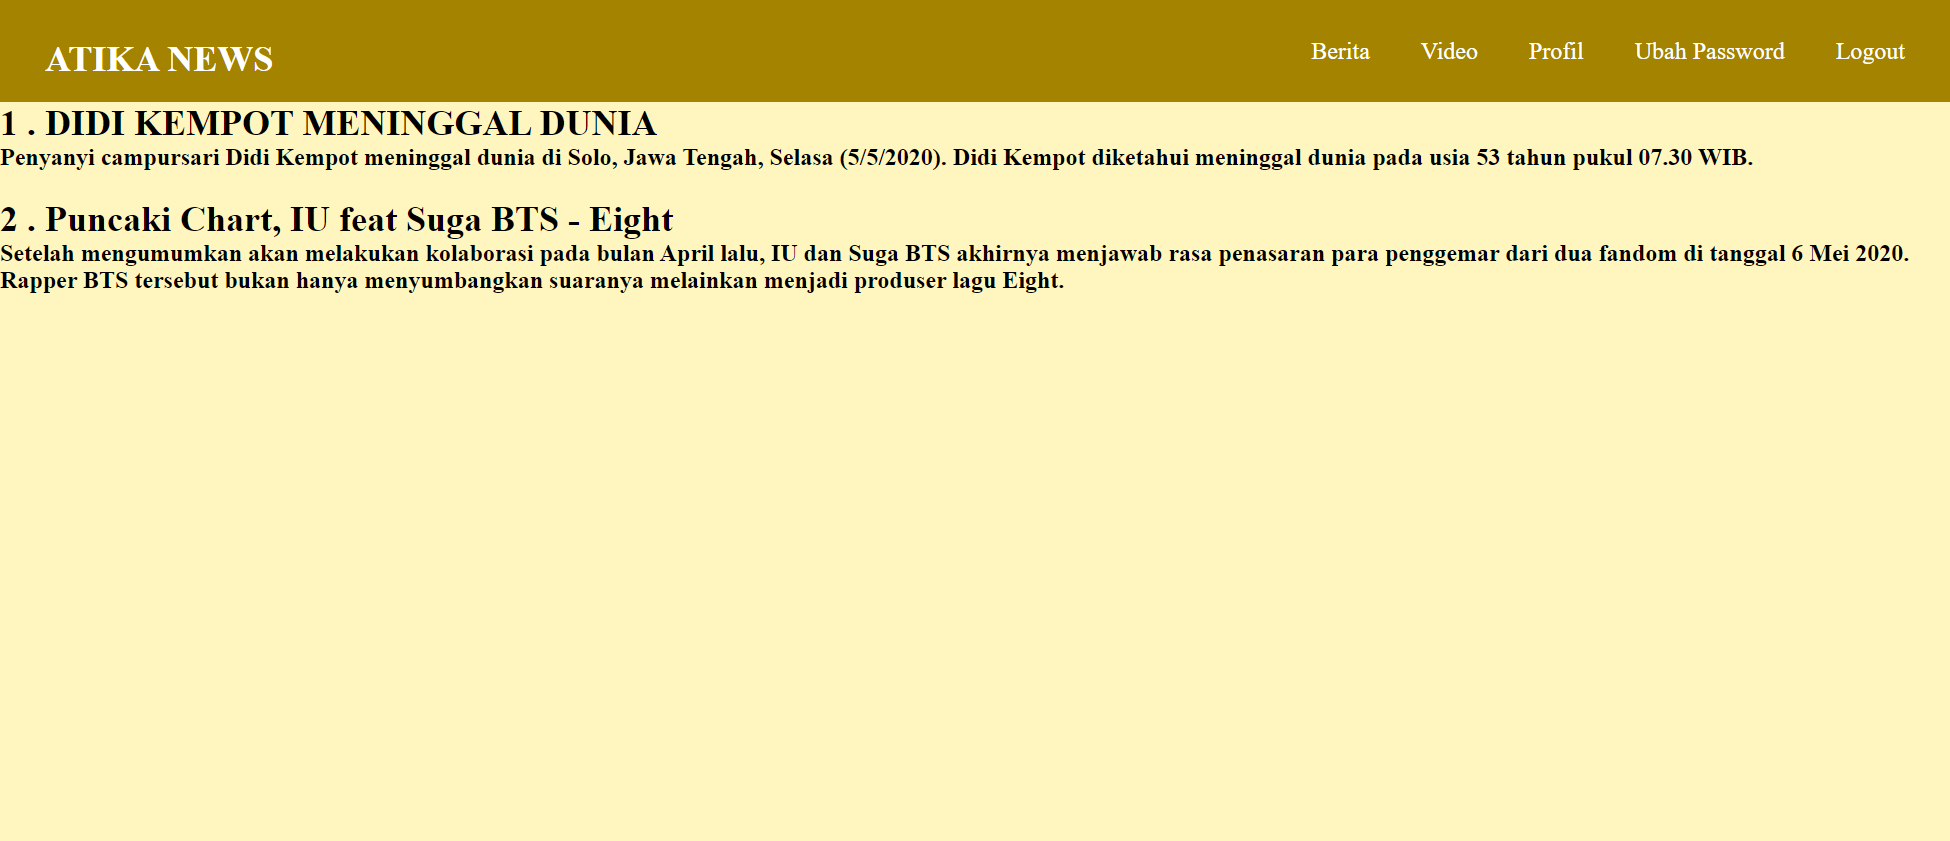 ATIKA NEWS
Berita Video Profil Ubah Password Logout
1 . DIDI KEMPOT MENINGGAL DUNIA
Penyanyi campursari Didi Kempot meninggal dunia di Solo, Jawa Tengah, Selasa (5/5/2020). Didi Kempot diketahui meninggal dunia pada usia 53 tahun pukul 07.30 WIB.
2 . Puncaki Chart, IU feat Suga BTS - Eight
Setelah mengumumkan akan melakukan kolaborasi pada bulan April lalu, IU dan Suga BTS akhirnya menjawab rasa penasaran para penggemar dari dua fandom di tanggal 6 Mei 2020.
Rapper BTS tersebut bukan hanya menyumbangkan suaranya melainkan menjadi produser lagu Eight.